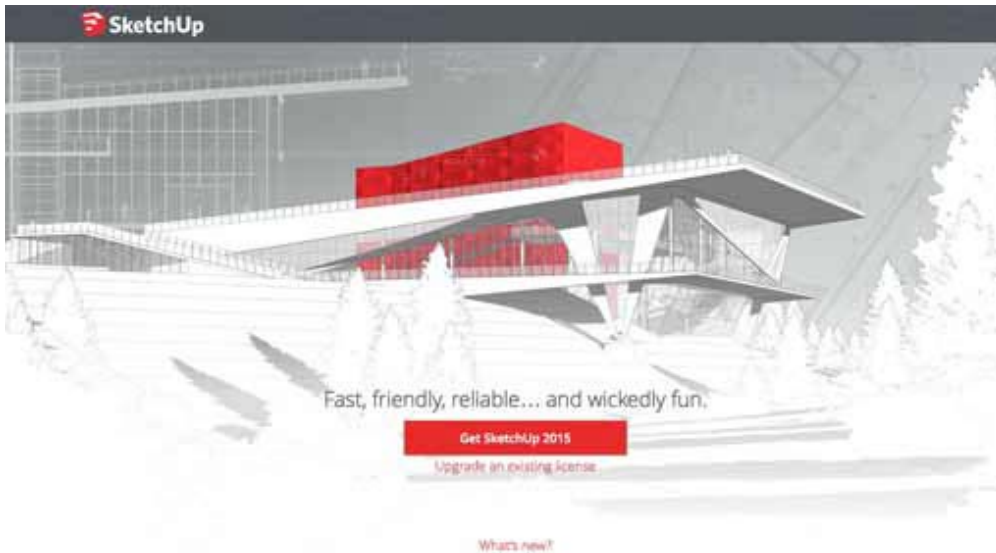 SketchUp
Fast, friendly, reliable... and wickedly fun.
Get SketchUp 2015
Upgrade an existing license
What's new?